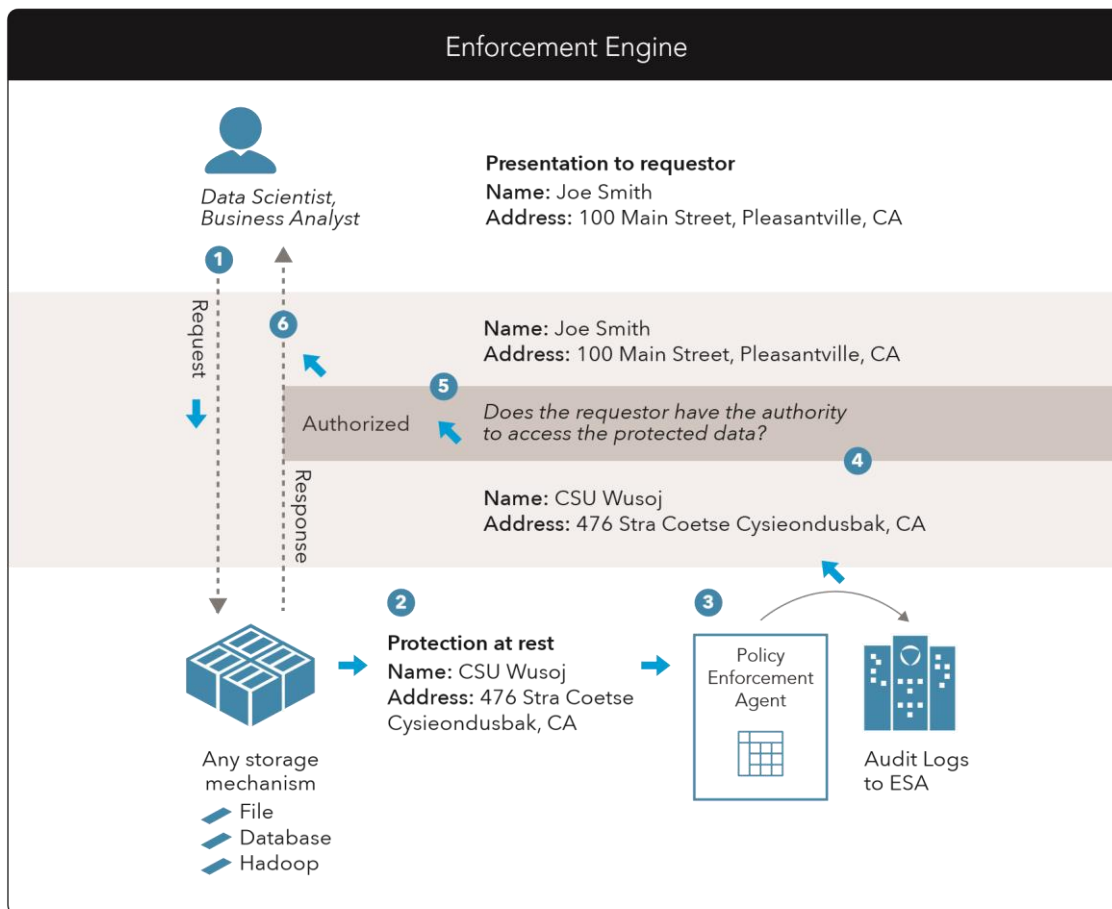 Enforcement Engine
Data Scientist,
Business Analyst
Presentation to requestor
Name: Joe Smith
Address: 100 Main Street, Pleasantville, CA
1
Request
6
Name: Joe Smith
Address: 100 Main Street, Pleasantville, CA
5
Authorized
Does the requestor have the authority
to access the protected data?
4
Response
Name: CSU Wusoj
Address: 476 Stra Coetse Cysieondusbak, CA
2
Protection at rest
Name: CSU Wusoj
Address: 476 Stra Coetse
Cysieondusbak, CA
3
Policy
Enforcement
Agent
Audit Logs
to ESA
Any storage
mechanism
File
Database
Hadoop